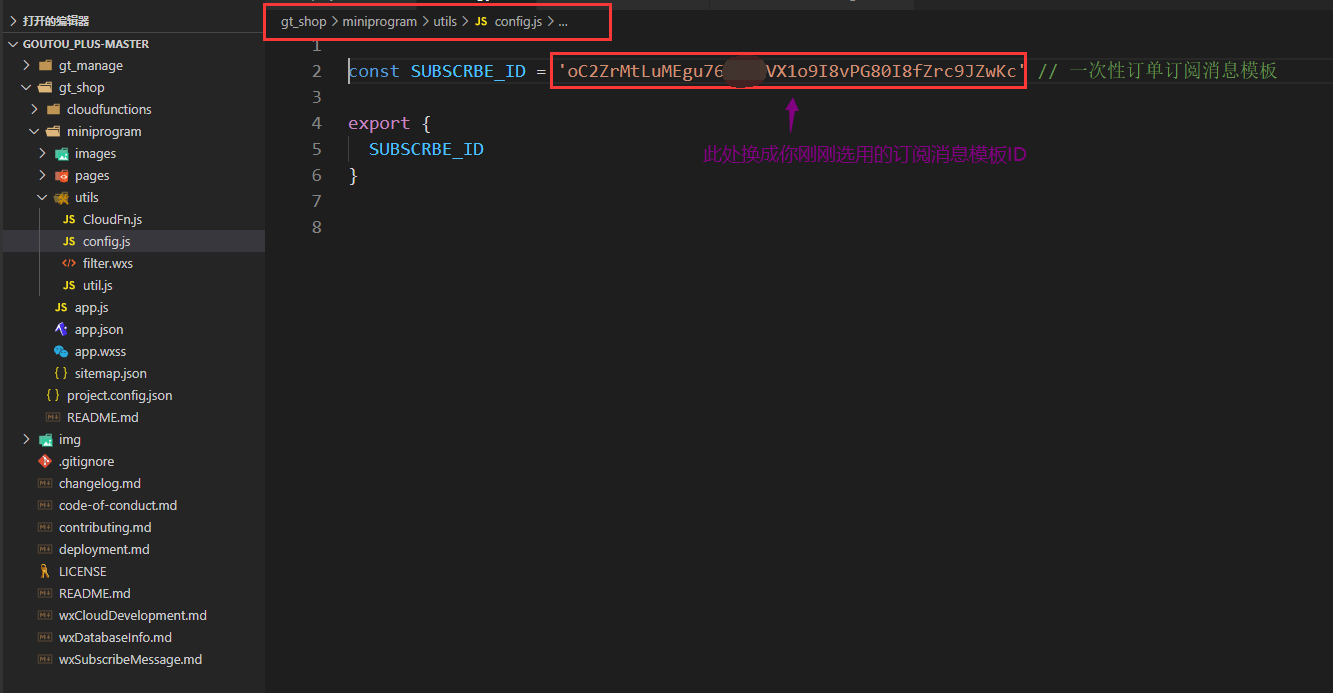 打开的编辑器
GOUTOU_PLUS-MASTER
gt_manage
gt_shop
cloudfunctions
miniprogram
images
pages
utils
JS CloudFn.js
JS config.js
filter.wxs
JS util.js
JS app.js
app.json
app.wxss
{} sitemap.json
{} project.config.json
README.md
img
.gitignore
changelog.md
code-of-conduct.md
contributing.md
deployment.md
LICENSE
README.md
wxCloudDevelopment.md
wxDatabaseInfo.md
wxSubscribeMessage.md
gt_shop > miniprogram > utils > JS config.js > ...
1
2 const SUBSCRBE_ID = 'oC2ZrMtLuMEgu76 VX1o9I8vPG80I8fZrc9JZwKc' // 一次性订单订阅消息模板
3
4 export {
5 SUBSCRBE_ID
此处换成你刚刚选用的订阅消息模板ID
6 }
7
8